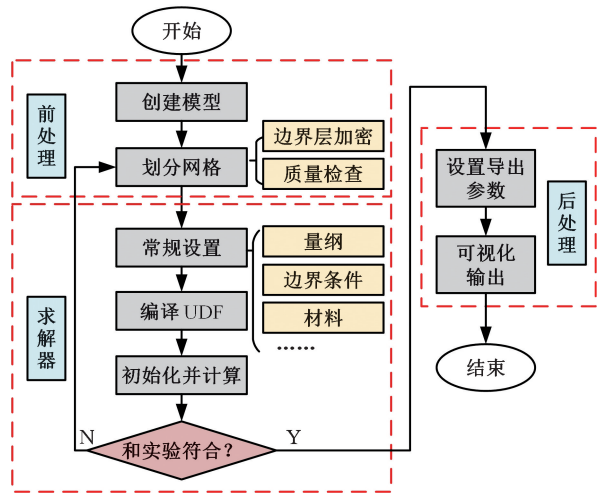 开始
前处理
创建模型
划分网格
边界层加密
质量检查
求解器
常规设置
量纲
边界条件
材料
……
编译 UDF
初始化并计算
和实验符合？
N
Y
设置导出
参数
可视化
输出
后处理
结束